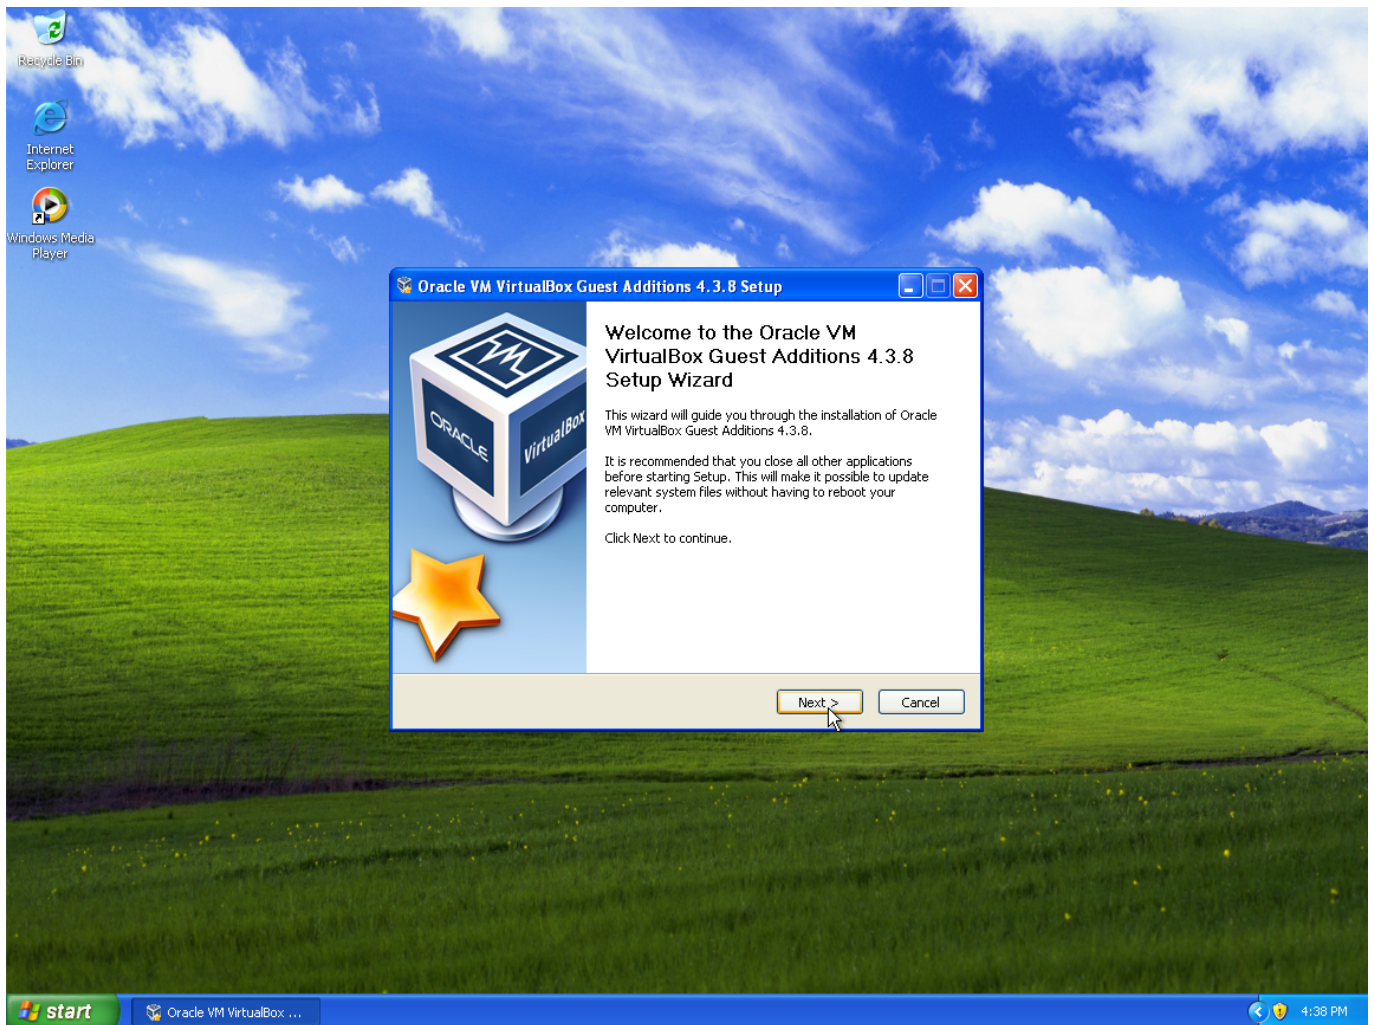 Recycle Bin
Internet
Explorer
Windows Media
Player
Oracle VM VirtualBox Guest Additions 4.3.8 Setup
ORACLE
VirtualBox
Welcome to the Oracle VM
VirtualBox Guest Additions 4.3.8
Setup Wizard
This wizard will guide you through the installation of Oracle
VM VirtualBox Guest Additions 4.3.8.
It is recommended that you close all other applications
before starting Setup. This will make it possible to update
relevant system files without having to reboot your
computer.
Click Next to continue.
Next >
Cancel
start
Oracle VM VirtualBox ...
4:38 PM